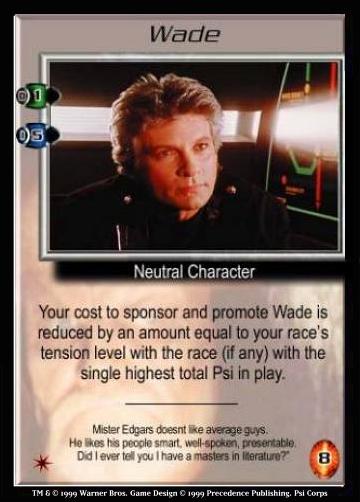 Wade
1
5
Neutral Character
Your cost to sponsor and promote Wade is
reduced by an amount equal to your race's
tension level with the race (if any) with the
single highest total Psi in play.
Mister Edgars doesnt like average guys.
He likes his people smart, well-spoken, presentable.
Did I ever tell you I have a masters in literature?"
8
TM & © 1999 Warner Bros. Game Design © 1999 Precedence Publishing. Psi Corps